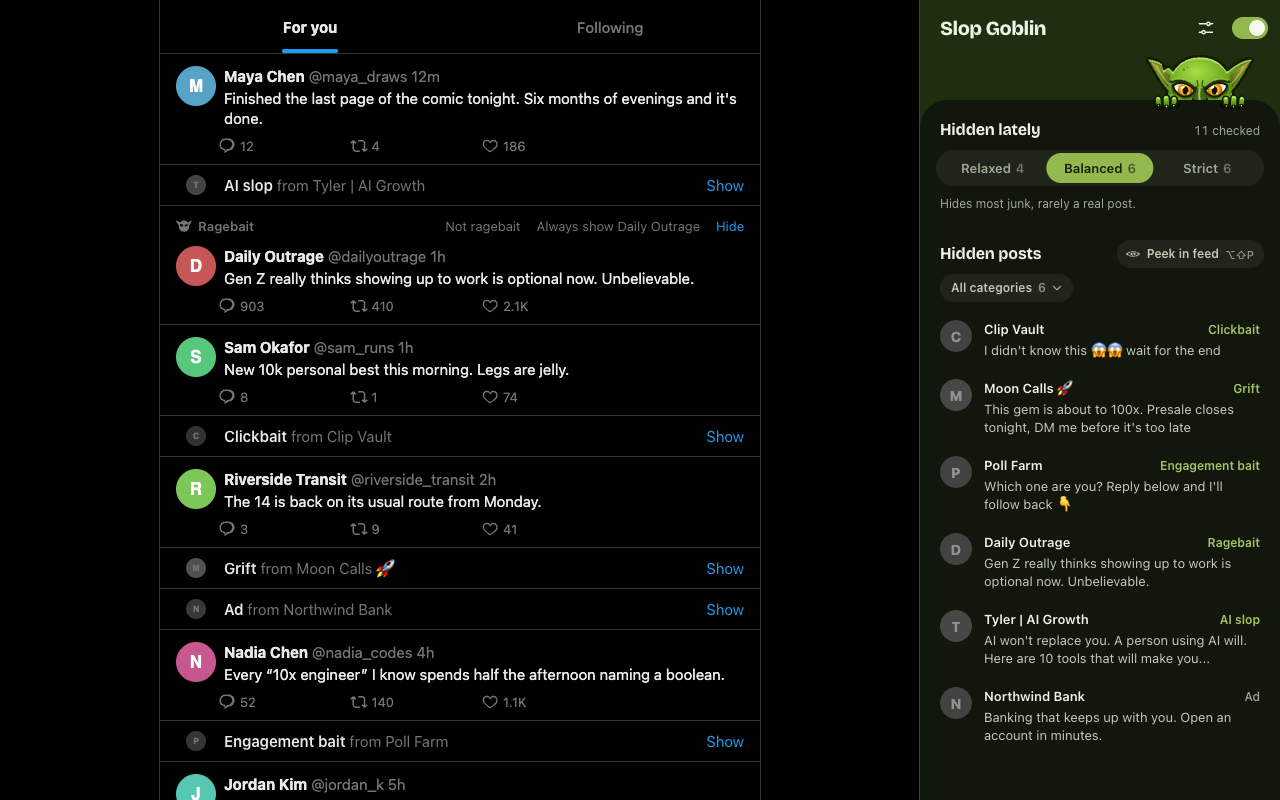 For you
Following
M
Maya Chen @maya_draws 12m
Finished the last page of the comic tonight. Six months of evenings and it's
done.
12 4 186
T AI slop from Tyler | AI Growth Show
Ragebait Not ragebait Always show Daily Outrage Hide
D
Daily Outrage @dailyoutrage 1h
Gen Z really thinks showing up to work is optional now. Unbelievable.
903 410 2.1K
S
Sam Okafor @sam_runs 1h
New 10k personal best this morning. Legs are jelly.
8 1 74
C Clickbait from Clip Vault Show
R
Riverside Transit @riverside_transit 2h
The 14 is back on its usual route from Monday.
3 9 41
M Grift from Moon Calls 🚀 Show
N Ad from Northwind Bank Show
N
Nadia Chen @nadia_codes 4h
Every “10x engineer” I know spends half the afternoon naming a boolean.
52 140 1.1K
P Engagement bait from Poll Farm Show
J
Jordan Kim @jordan_k 5h
Slop Goblin
Hidden lately 11 checked
Relaxed 4 Balanced 6 Strict 6
Hides most junk, rarely a real post.
Hidden posts Peek in feed ⌥⇧P
All categories 6
C
Clip Vault Clickbait
I didn't know this 😱😱 wait for the end
M
Moon Calls 🚀 Grift
This gem is about to 100x. Presale closes
tonight, DM me before it's too late
P
Poll Farm Engagement bait
Which one are you? Reply below and I'll
follow back 👇
D
Daily Outrage Ragebait
Gen Z really thinks showing up to work is
optional now. Unbelievable.
T
Tyler | AI Growth AI slop
AI won't replace you. A person using AI will.
Here are 10 tools that will make you...
N
Northwind Bank Ad
Banking that keeps up with you. Open an
account in minutes.